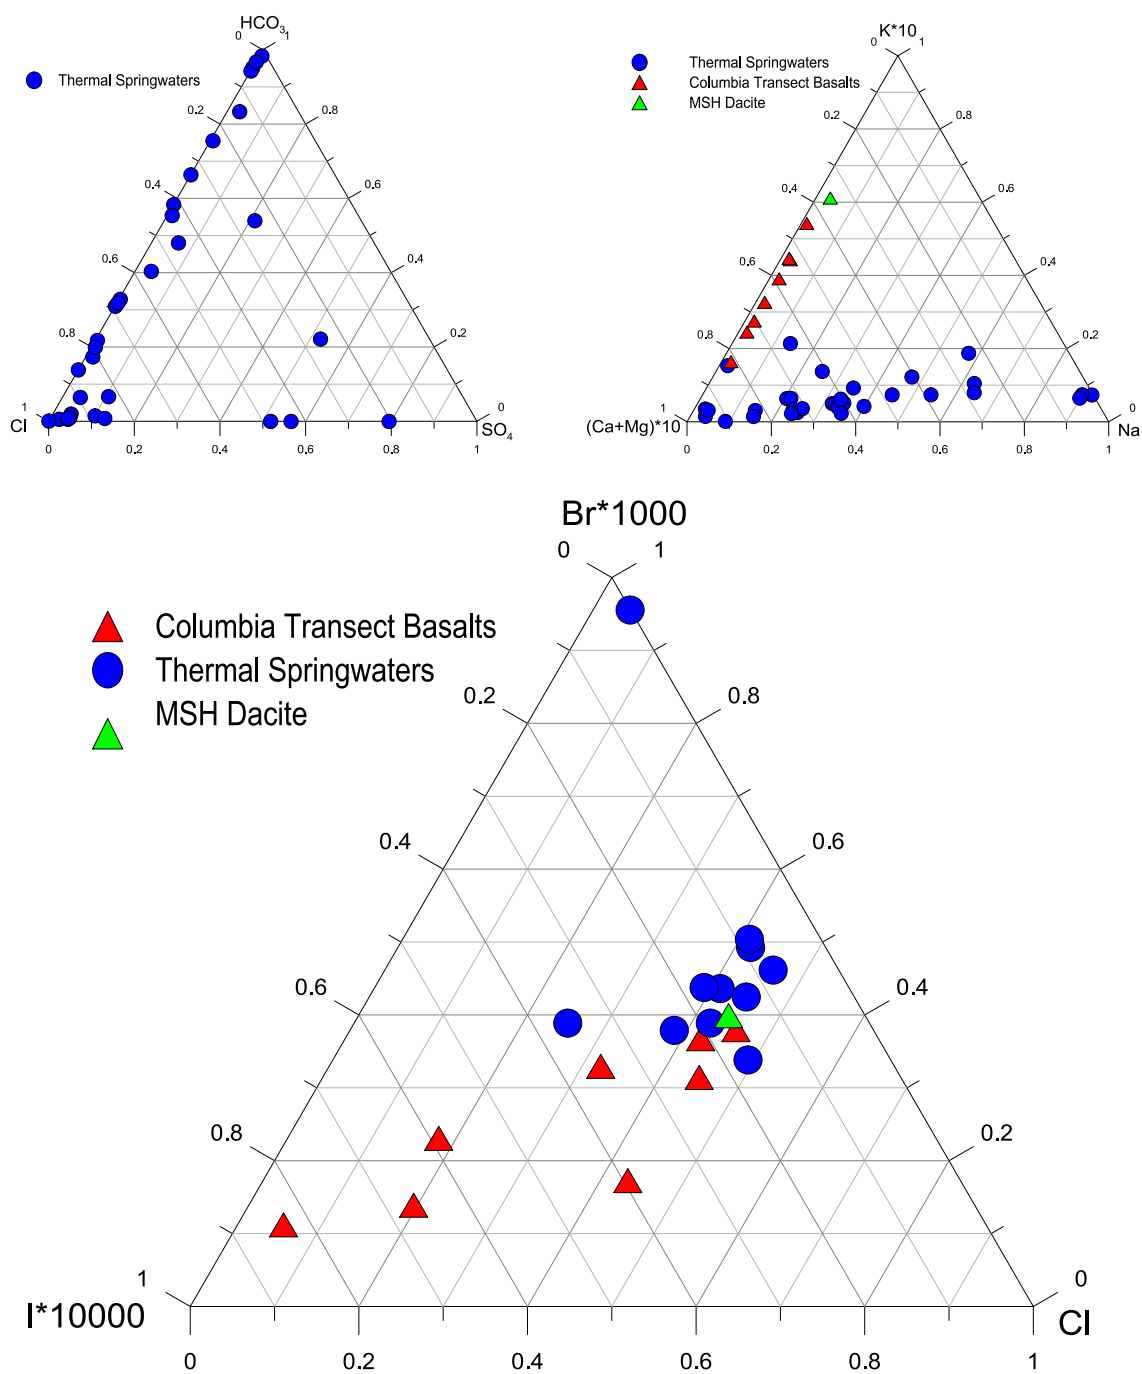 HCO₃
0 1
Thermal Springwaters
0.2 0.8
0.4 0.6
0.6 0.4
0.8 0.2
1 0
Cl SO₄
0 0.2 0.4 0.6 0.8 1
K*10
0 1
Thermal Springwaters
Columbia Transect Basalts
MSH Dacite
0.2 0.8
0.4 0.6
0.6 0.4
0.8 0.2
1 0
(Ca+Mg)*10 Na
0 0.2 0.4 0.6 0.8 1
Br*1000
0 1
Columbia Transect Basalts
Thermal Springwaters
MSH Dacite
0.2 0.8
0.4 0.6
0.6 0.4
0.8 0.2
1 0
I*10000 Cl
0 0.2 0.4 0.6 0.8 1